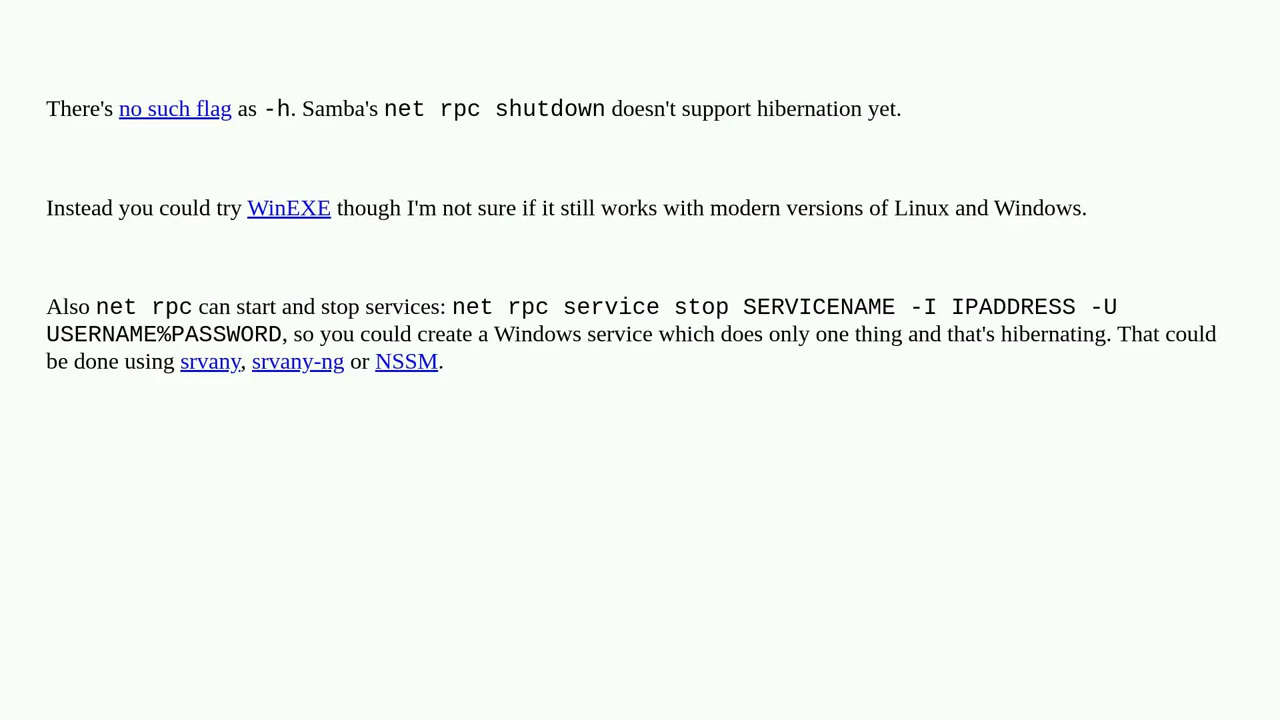 There's no such flag as -h. Samba's net rpc shutdown doesn't support hibernation yet.
Instead you could try WinEXE though I'm not sure if it still works with modern versions of Linux and Windows.
Also net rpc can start and stop services: net rpc service stop SERVICENAME -I IPADDRESS -U
USERNAME%PASSWORD, so you could create a Windows service which does only one thing and that's hibernating. That could
be done using srvany, srvany-ng or NSSM.